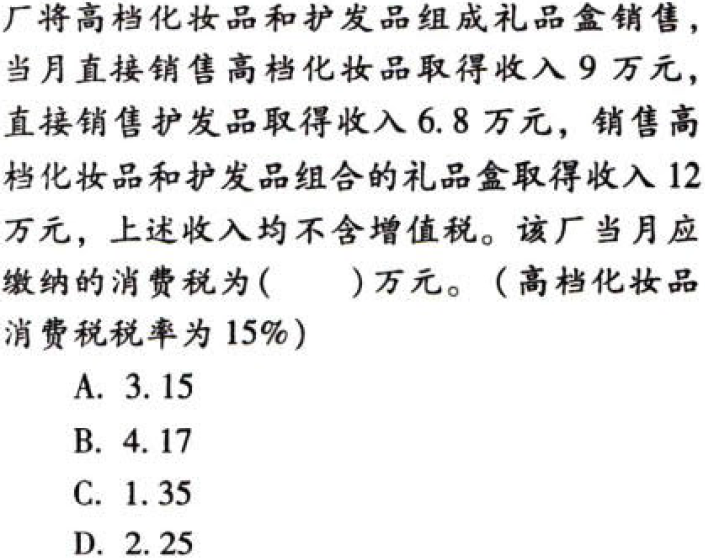 厂将高档化妆品和护发品组成礼品盒销售，
当月直接销售高档化妆品取得收入 9 万元，
直接销售护发品取得收入 6.8 万元，销售高
档化妆品和护发品组合的礼品盒取得收入 12
万元，上述收入均不含增值税。该厂当月应
缴纳的消费税为(　　)万元。(高档化妆品
消费税税率为 15%)
A. 3.15
B. 4.17
C. 1.35
D. 2.25